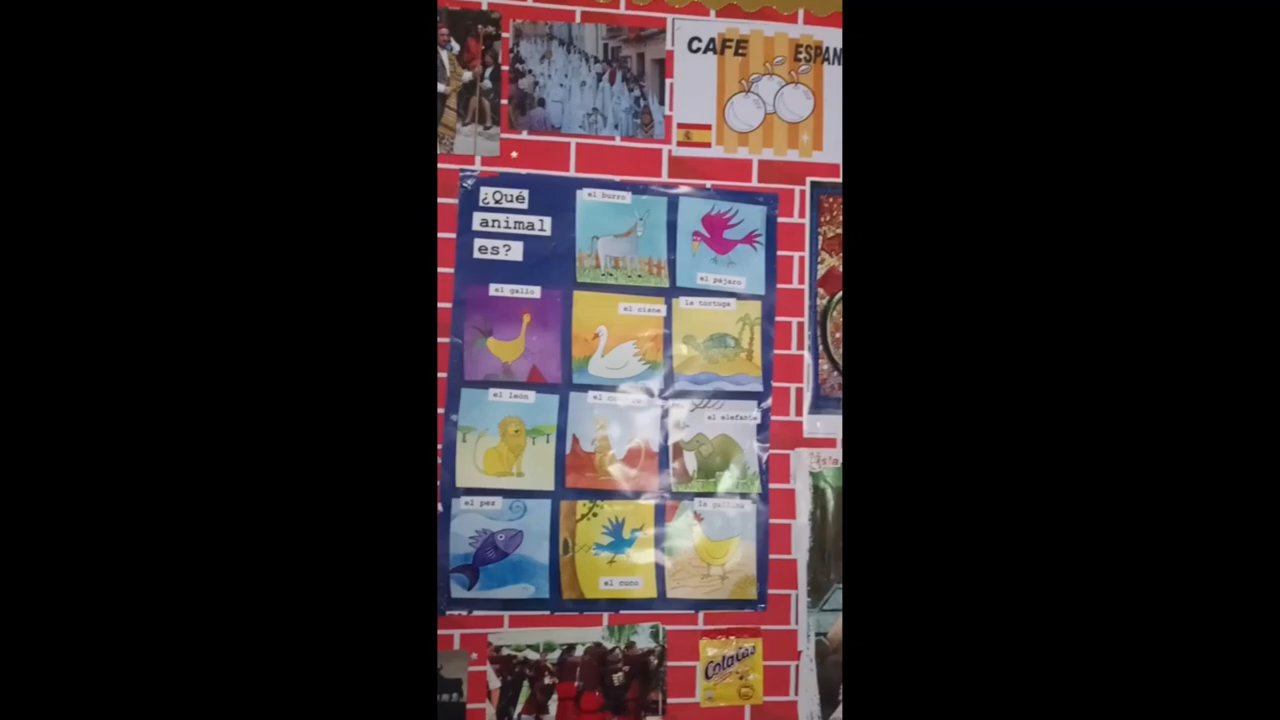 CAFE
¿Qué
animal
es?
el burro
el pájaro
el gallo
el cisne
la tortuga
el león
el
el elefante
el pez
el cuco
la gallina